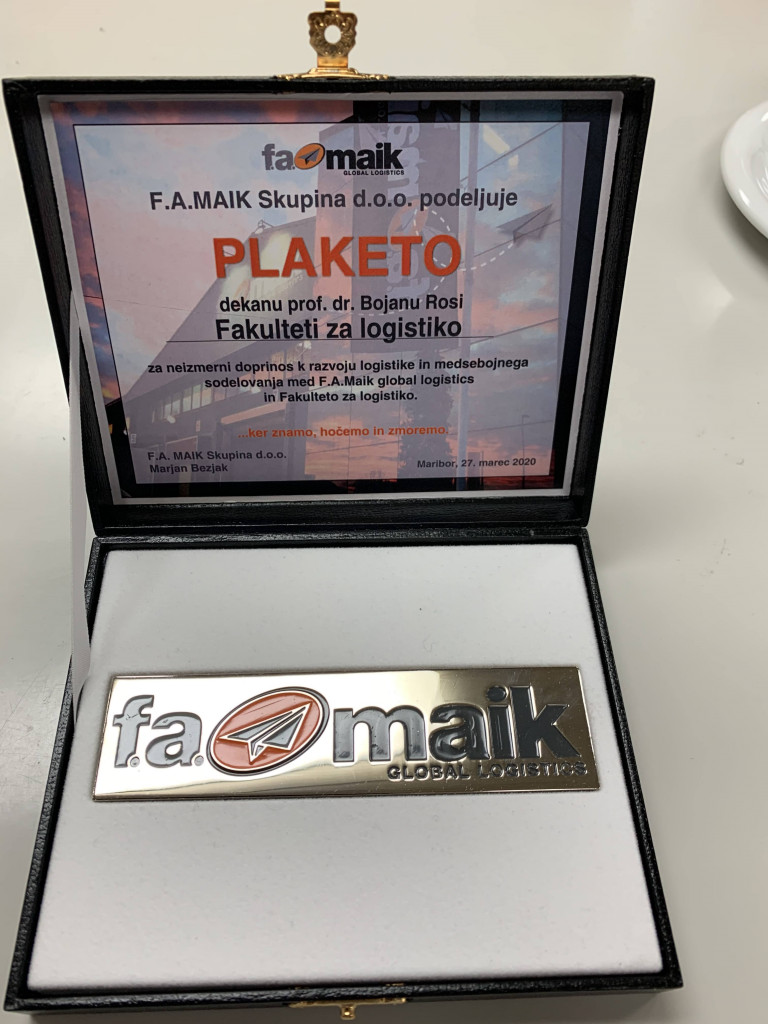 f.a. maik
GLOBAL LOGISTICS
F.A.MAIK Skupina d.o.o. podeljuje
PLAKETO
dekanu prof. dr. Bojanu Rosi
Fakulteti za logistiko
za neizmerni doprinos k razvoju logistike in medsebojnega
sodelovanja med F.A.Maik global logistics
in Fakulteto za logistiko.
...ker znamo, hočemo in zmoremo.
F.A. MAIK Skupina d.o.o.
Marjan Bezjak
Maribor, 27. marec 2020
f.a. maik
GLOBAL LOGISTICS